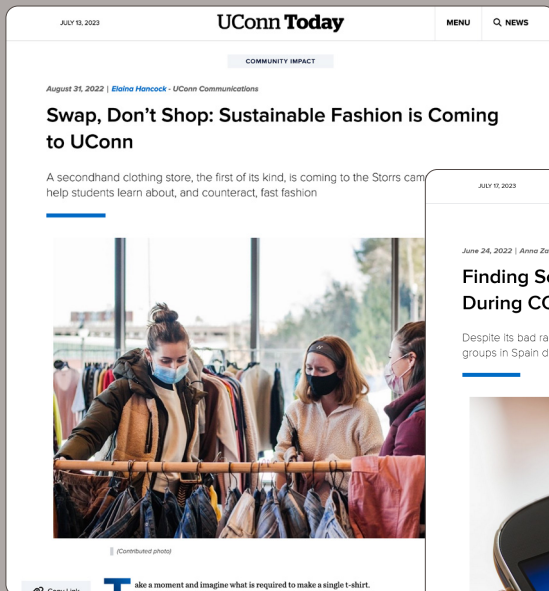 JULY 13, 2023
UConn Today
MENU
NEWS
COMMUNITY IMPACT
August 31, 2022 | Elaina Hancock - UConn Communications
Swap, Don't Shop: Sustainable Fashion is Coming
to UConn
A secondhand clothing store, the first of its kind, is coming to the Storrs cam
help students learn about, and counteract, fast fashion
(Contributed photo)
Copy Link
Take a moment and imagine what is required to make a single t-shirt.
JULY 17, 2023
June 24, 2022 | Anna Za
Finding S
During CO
Despite its bad ra
groups in Spain d